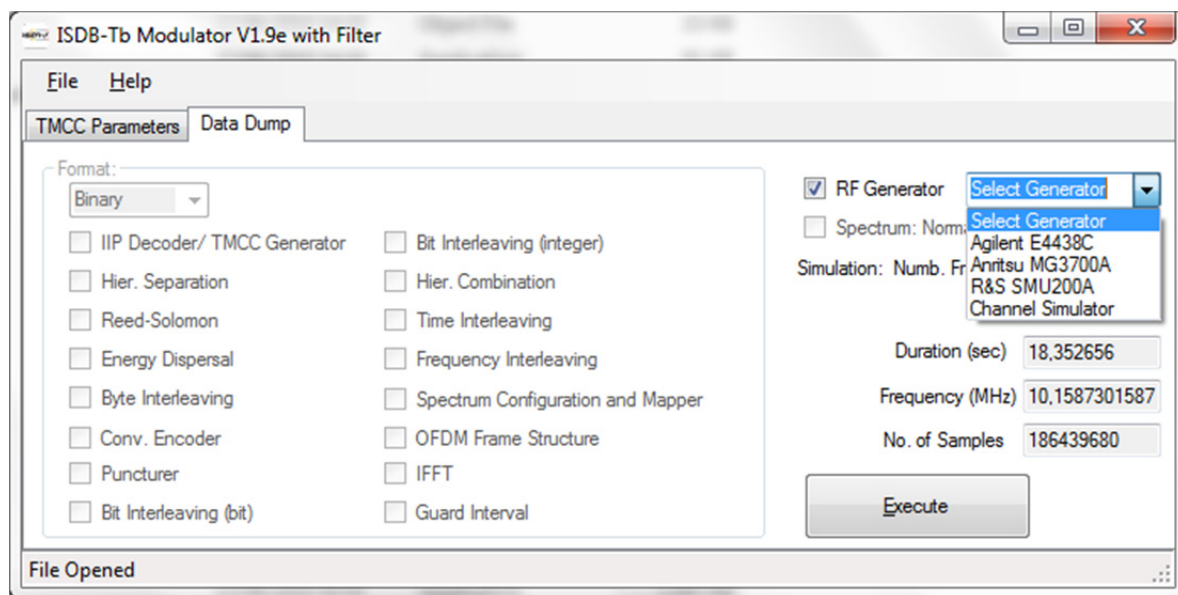 ISDB-Tb Modulator V1.9e with Filter
File Help
TMCC Parameters Data Dump
Format:
Binary
IIP Decoder/ TMCC Generator
Hier. Separation
Reed-Solomon
Energy Dispersal
Byte Interleaving
Conv. Encoder
Puncturer
Bit Interleaving (bit)
Bit Interleaving (integer)
Hier. Combination
Time Interleaving
Frequency Interleaving
Spectrum Configuration and Mapper
OFDM Frame Structure
IFFT
Guard Interval
RF Generator Select Generator
Select Generator
Agilent E4438C
Anritsu MG3700A
R&S SMU200A
Channel Simulator
Spectrum:
Simulation: Numb.
Duration (sec) 18,352656
Frequency (MHz) 10,1587301587
No. of Samples 186439680
Execute
File Opened